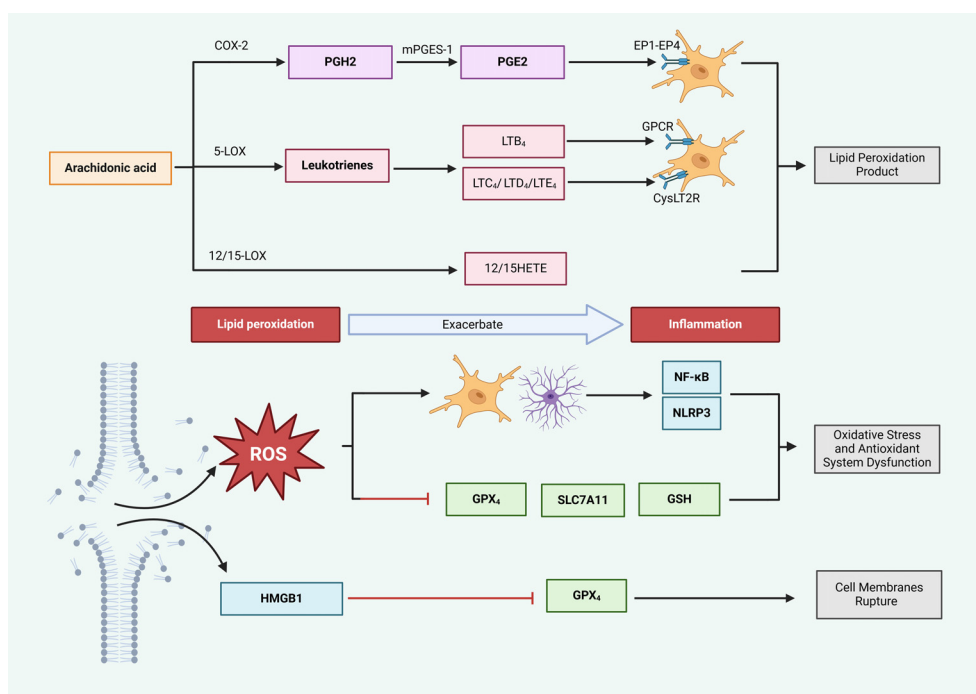 COX-2
PGH2
mPGES-1
PGE2
EP1-EP4
Arachidonic acid
5-LOX
Leukotrienes
LTB₄
LTC₄/ LTD₄/LTE₄
GPCR
CysLT2R
Lipid Peroxidation
Product
12/15-LOX
12/15HETE
Lipid peroxidation
Exacerbate
Inflammation
ROS
NF-κB
NLRP3
GPX₄
SLC7A11
GSH
Oxidative Stress
and Antioxidant
System Dysfunction
HMGB1
GPX₄
Cell Membranes
Rupture